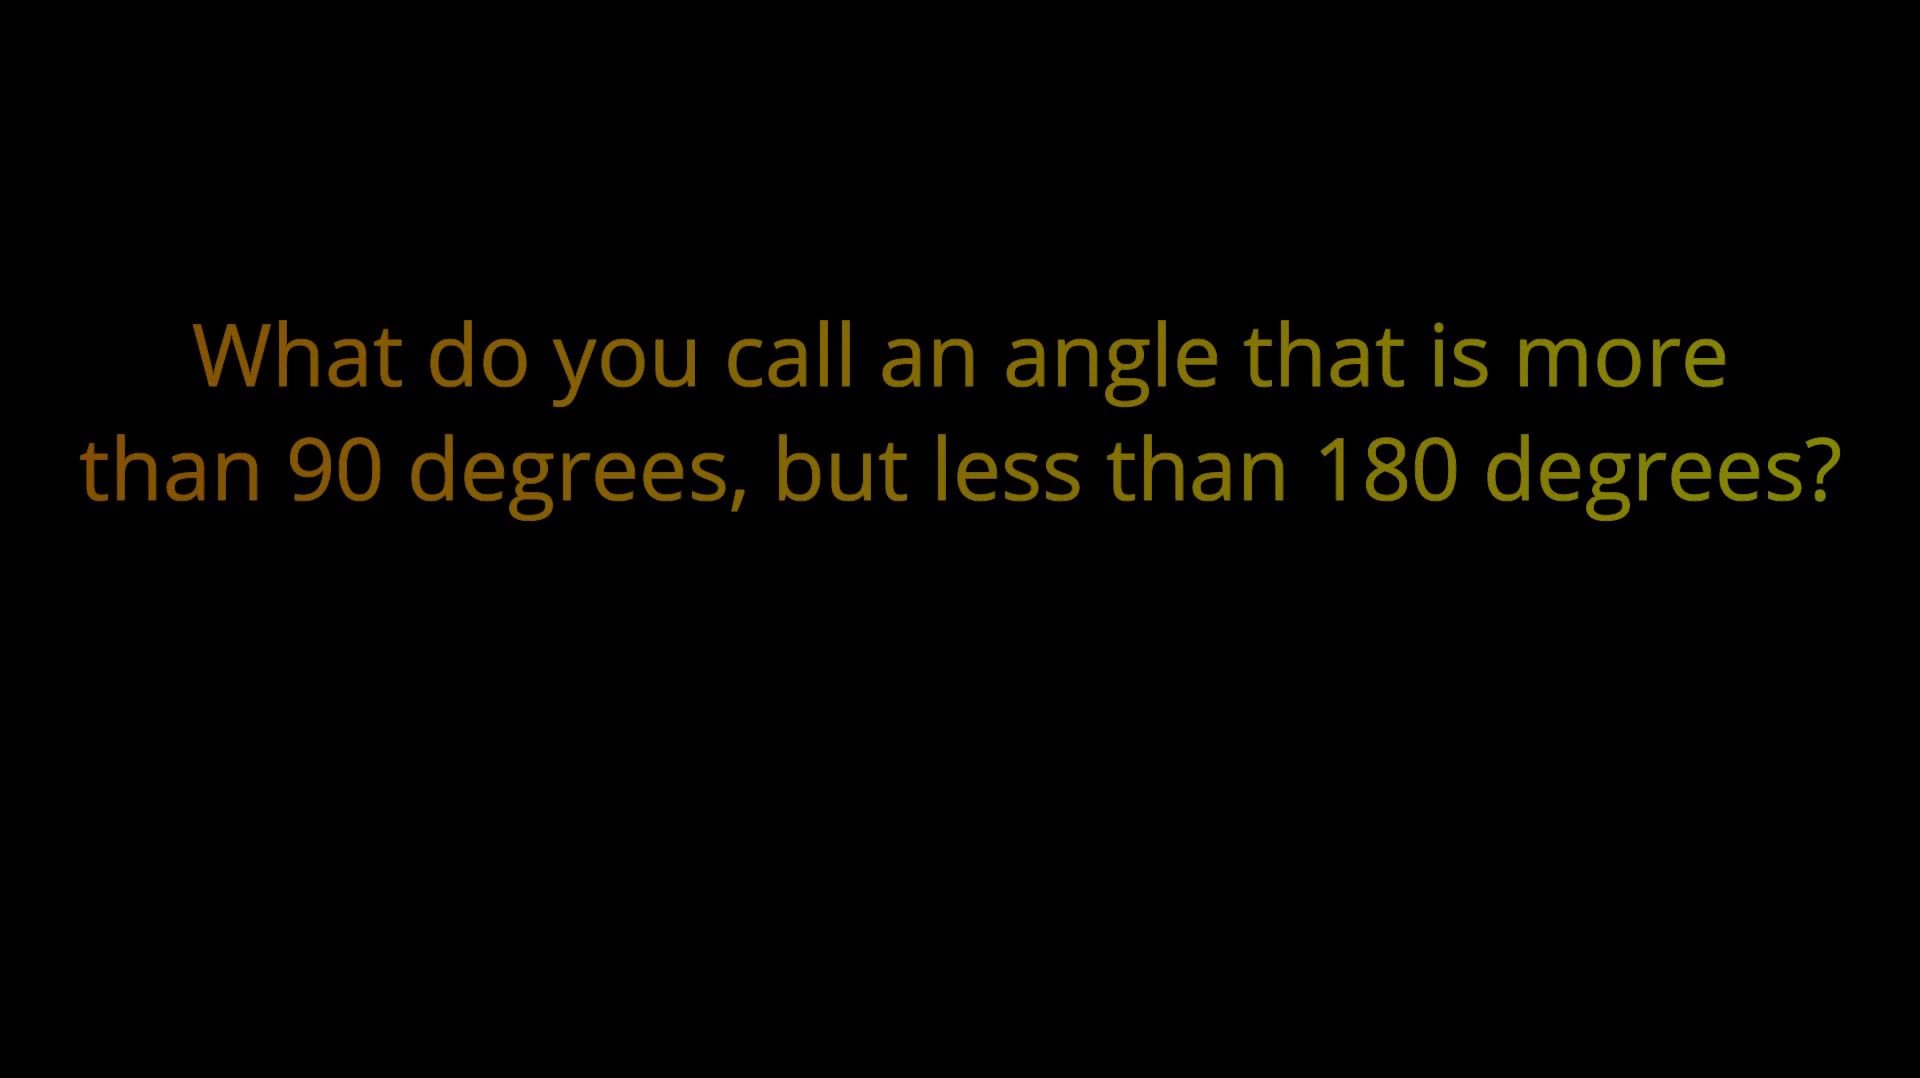 What do you call an angle that is more
than 90 degrees, but less than 180 degrees?